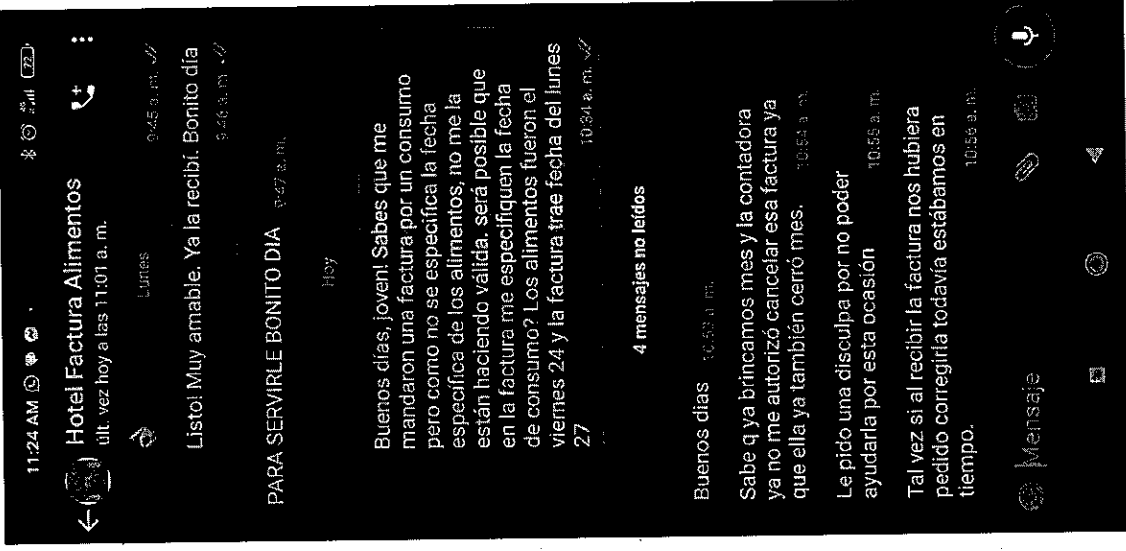 11:24 AM
72
Hotel Factura Alimentos
últ. vez hoy a las 11:01 a. m.
9:45 a. m.
Lunes
Listo! Muy amable. Ya la recibí. Bonito día
9:46 a. m.
PARA SERVIRLE BONITO DIA 9:47 a. m.
Hoy
Buenos días, joven! Sabes que me
mandaron una factura por un consumo
pero como no se especifica la fecha
específica de los alimentos, no me la
están haciendo válida. será posible que
en la factura me especifiquen la fecha
de consumo? Los alimentos fueron el
viernes 24 y la factura trae fecha del lunes
27
10:34 a. m.
4 mensajes no leídos
Buenos dias 10:53 a. m.
Sabe q ya brincamos mes y la contadora
ya no me autorizó cancelar esa factura ya
que ella ya también cerró mes. 10:54 a. m.
Le pido una disculpa por no poder
ayudarla por esta ocasión 10:55 a. m.
Tal vez si al recibir la factura nos hubiera
pedido corregirla todavía estábamos en
tiempo. 10:56 a. m.
Mensaje